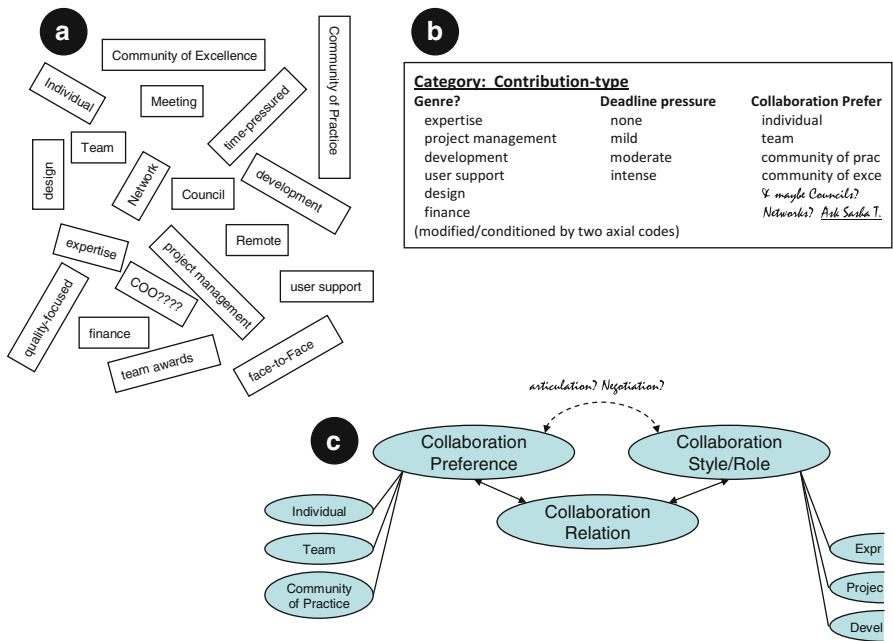 a
Community of Excellence
Community of Practice
Individual
Meeting
time-pressured
Team
design
Network
Council
development
expertise
Remote
project management
COO????
user support
quality-focused
finance
team awards
face-to-Face
b
Category: Contribution-type
Genre? Deadline pressure Collaboration Prefer
expertise none individual
project management mild team
development moderate community of prac
user support intense community of exce
design & maybe Councils?
finance Networks? Ask Sasha T.
(modified/conditioned by two axial codes)
articulation? Negotiation?
c
Collaboration
Preference
Collaboration
Style/Role
Collaboration
Relation
Individual
Team
Community
of Practice
Expr
Projec
Devel